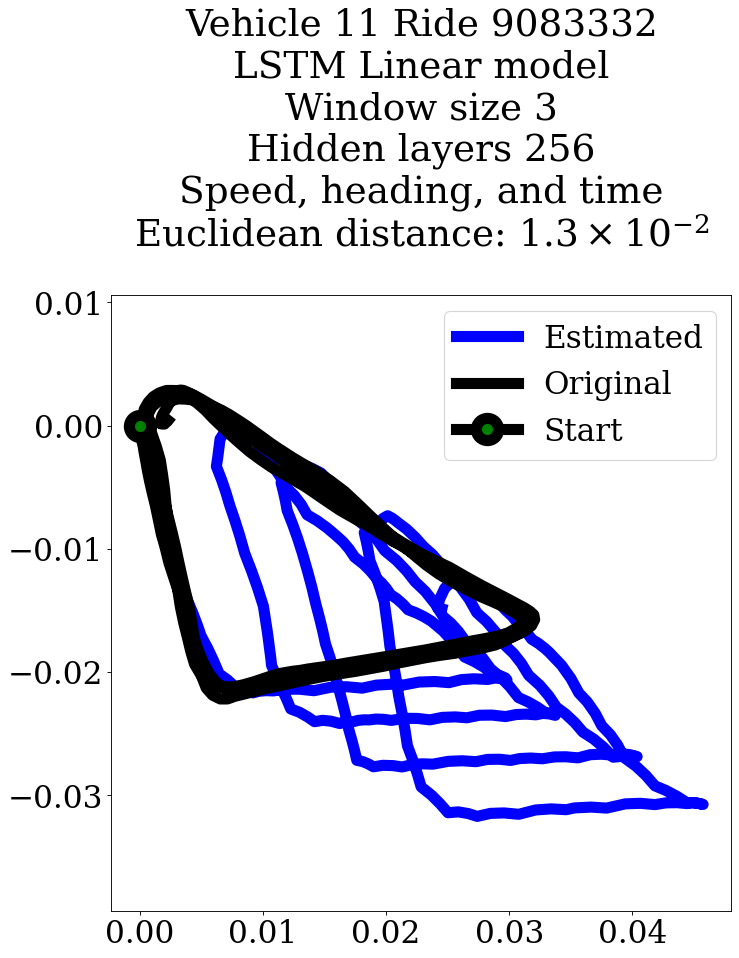 Vehicle 11 Ride 9083332
LSTM Linear model
Window size 3
Hidden layers 256
Speed, heading, and time
Euclidean distance: 1.3 × 10⁻²
Estimated
Original
Start
0.01
0.00
−0.01
−0.02
−0.03
0.00 0.01 0.02 0.03 0.04